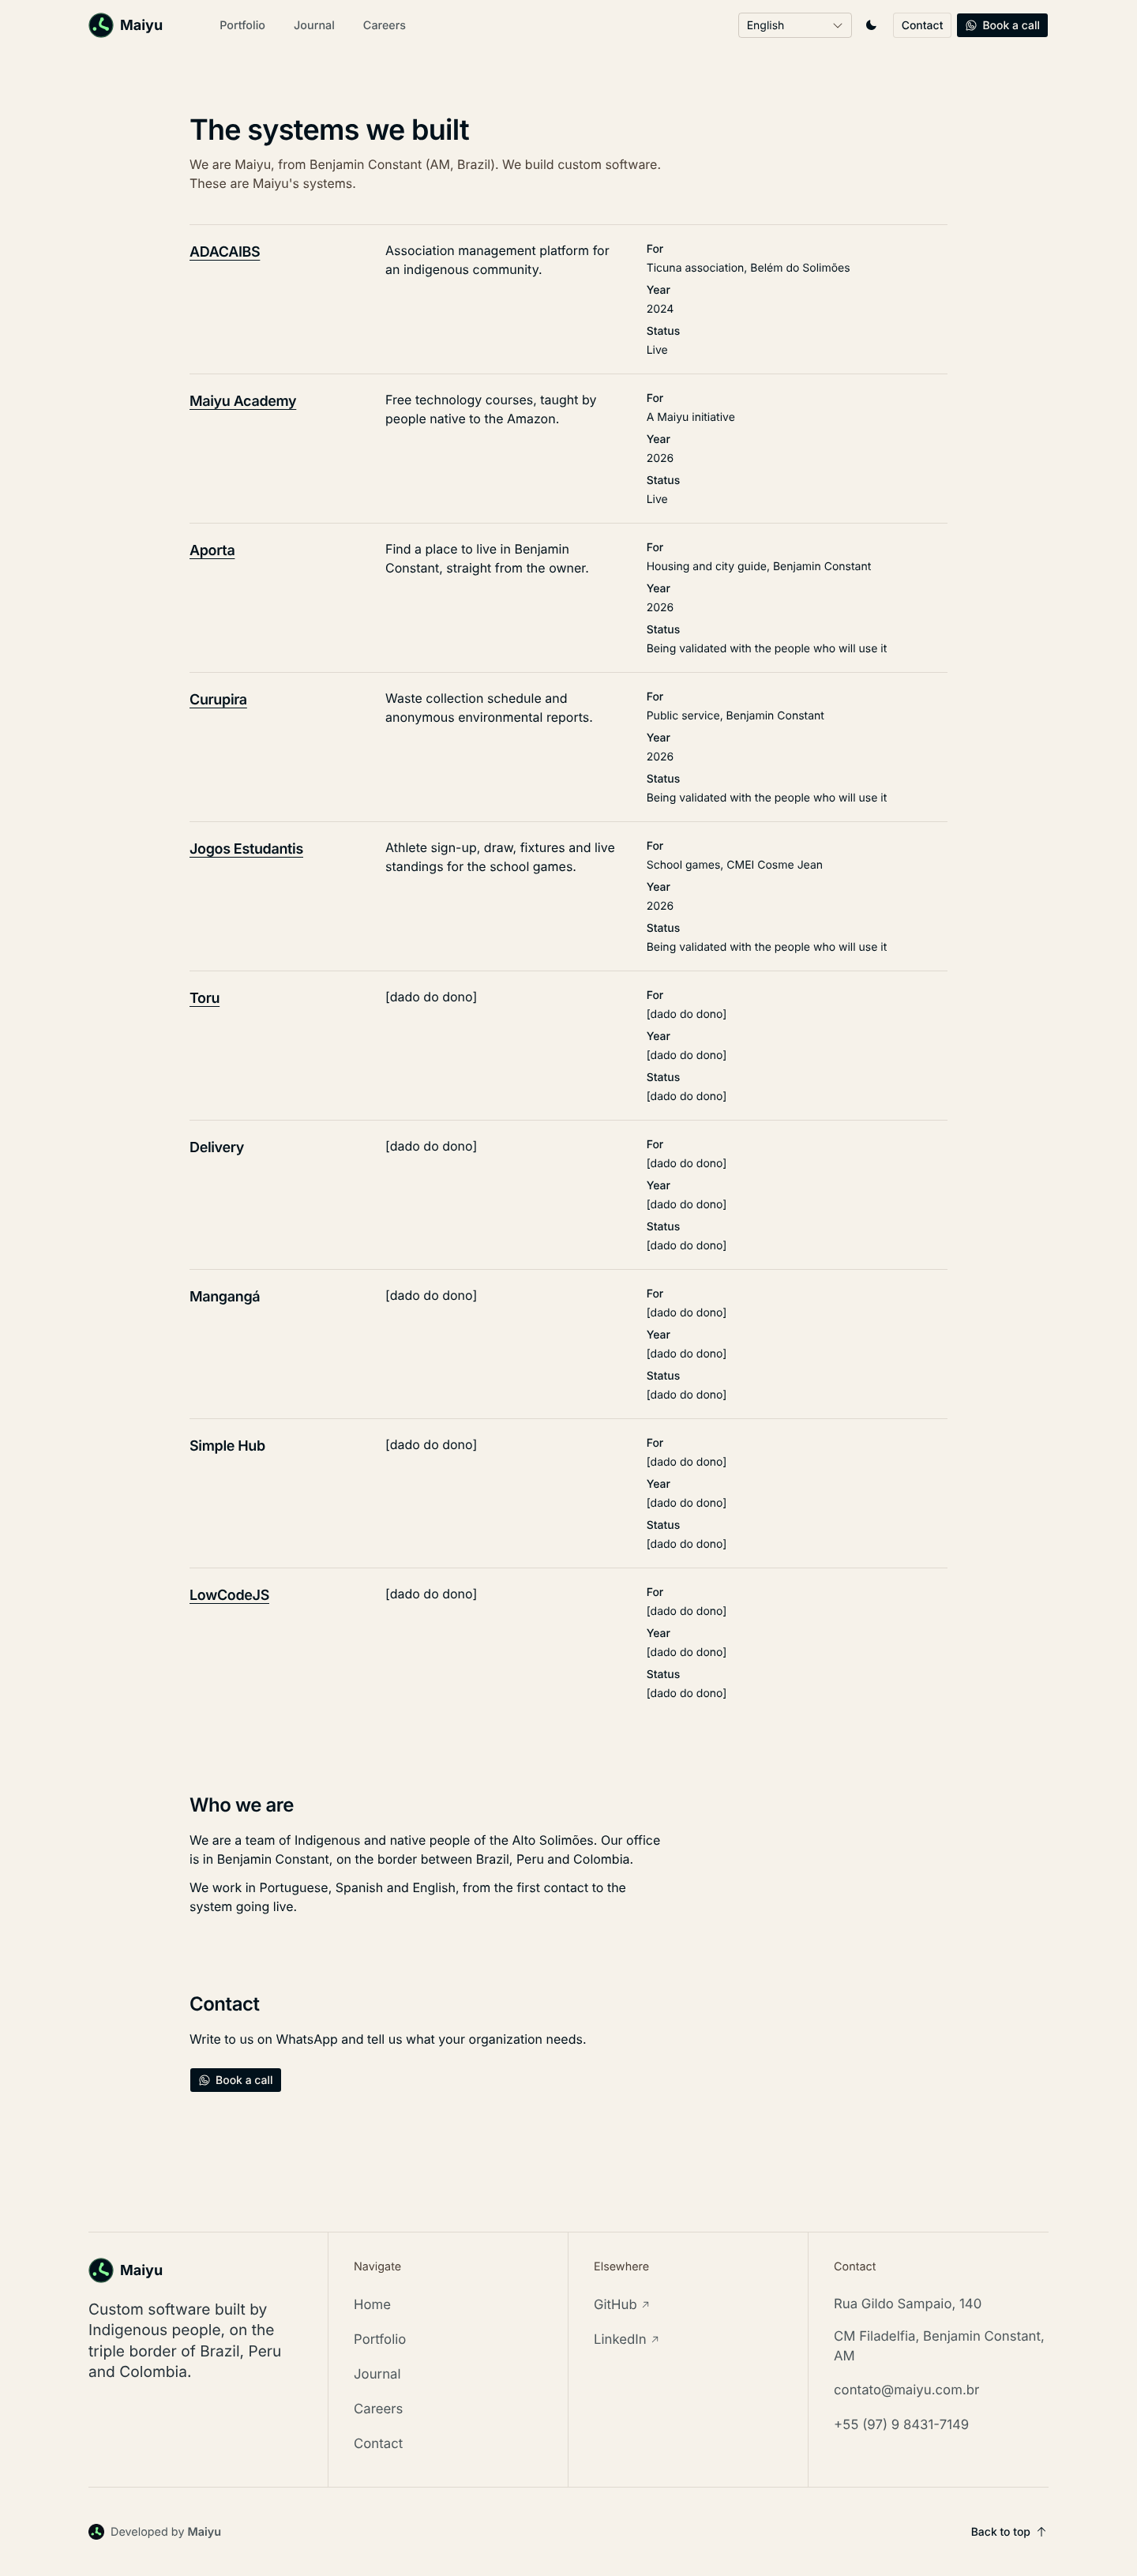 Maiyu
Portfolio
Journal
Careers
English
Contact
Book a call
The systems we built
We are Maiyu, from Benjamin Constant (AM, Brazil). We build custom software.
These are Maiyu's systems.
ADACAIBS
Association management platform for
an indigenous community.
For
Ticuna association, Belém do Solimões
Year
2024
Status
Live
Maiyu Academy
Free technology courses, taught by
people native to the Amazon.
For
A Maiyu initiative
Year
2026
Status
Live
Aporta
Find a place to live in Benjamin
Constant, straight from the owner.
For
Housing and city guide, Benjamin Constant
Year
2026
Status
Being validated with the people who will use it
Curupira
Waste collection schedule and
anonymous environmental reports.
For
Public service, Benjamin Constant
Year
2026
Status
Being validated with the people who will use it
Jogos Estudantis
Athlete sign-up, draw, fixtures and live
standings for the school games.
For
School games, CMEI Cosme Jean
Year
2026
Status
Being validated with the people who will use it
Toru
[dado do dono]
For
[dado do dono]
Year
[dado do dono]
Status
[dado do dono]
Delivery
[dado do dono]
For
[dado do dono]
Year
[dado do dono]
Status
[dado do dono]
Mangangá
[dado do dono]
For
[dado do dono]
Year
[dado do dono]
Status
[dado do dono]
Simple Hub
[dado do dono]
For
[dado do dono]
Year
[dado do dono]
Status
[dado do dono]
LowCodeJS
[dado do dono]
For
[dado do dono]
Year
[dado do dono]
Status
[dado do dono]
Who we are
We are a team of Indigenous and native people of the Alto Solimões. Our office
is in Benjamin Constant, on the border between Brazil, Peru and Colombia.
We work in Portuguese, Spanish and English, from the first contact to the
system going live.
Contact
Write to us on WhatsApp and tell us what your organization needs.
Book a call
Maiyu
Custom software built by
Indigenous people, on the
triple border of Brazil, Peru
and Colombia.
Navigate
Home
Portfolio
Journal
Careers
Contact
Elsewhere
GitHub ↗
LinkedIn ↗
Contact
Rua Gildo Sampaio, 140
CM Filadelfia, Benjamin Constant,
AM
contato@maiyu.com.br
+55 (97) 9 8431-7149
Developed by Maiyu
Back to top ↑